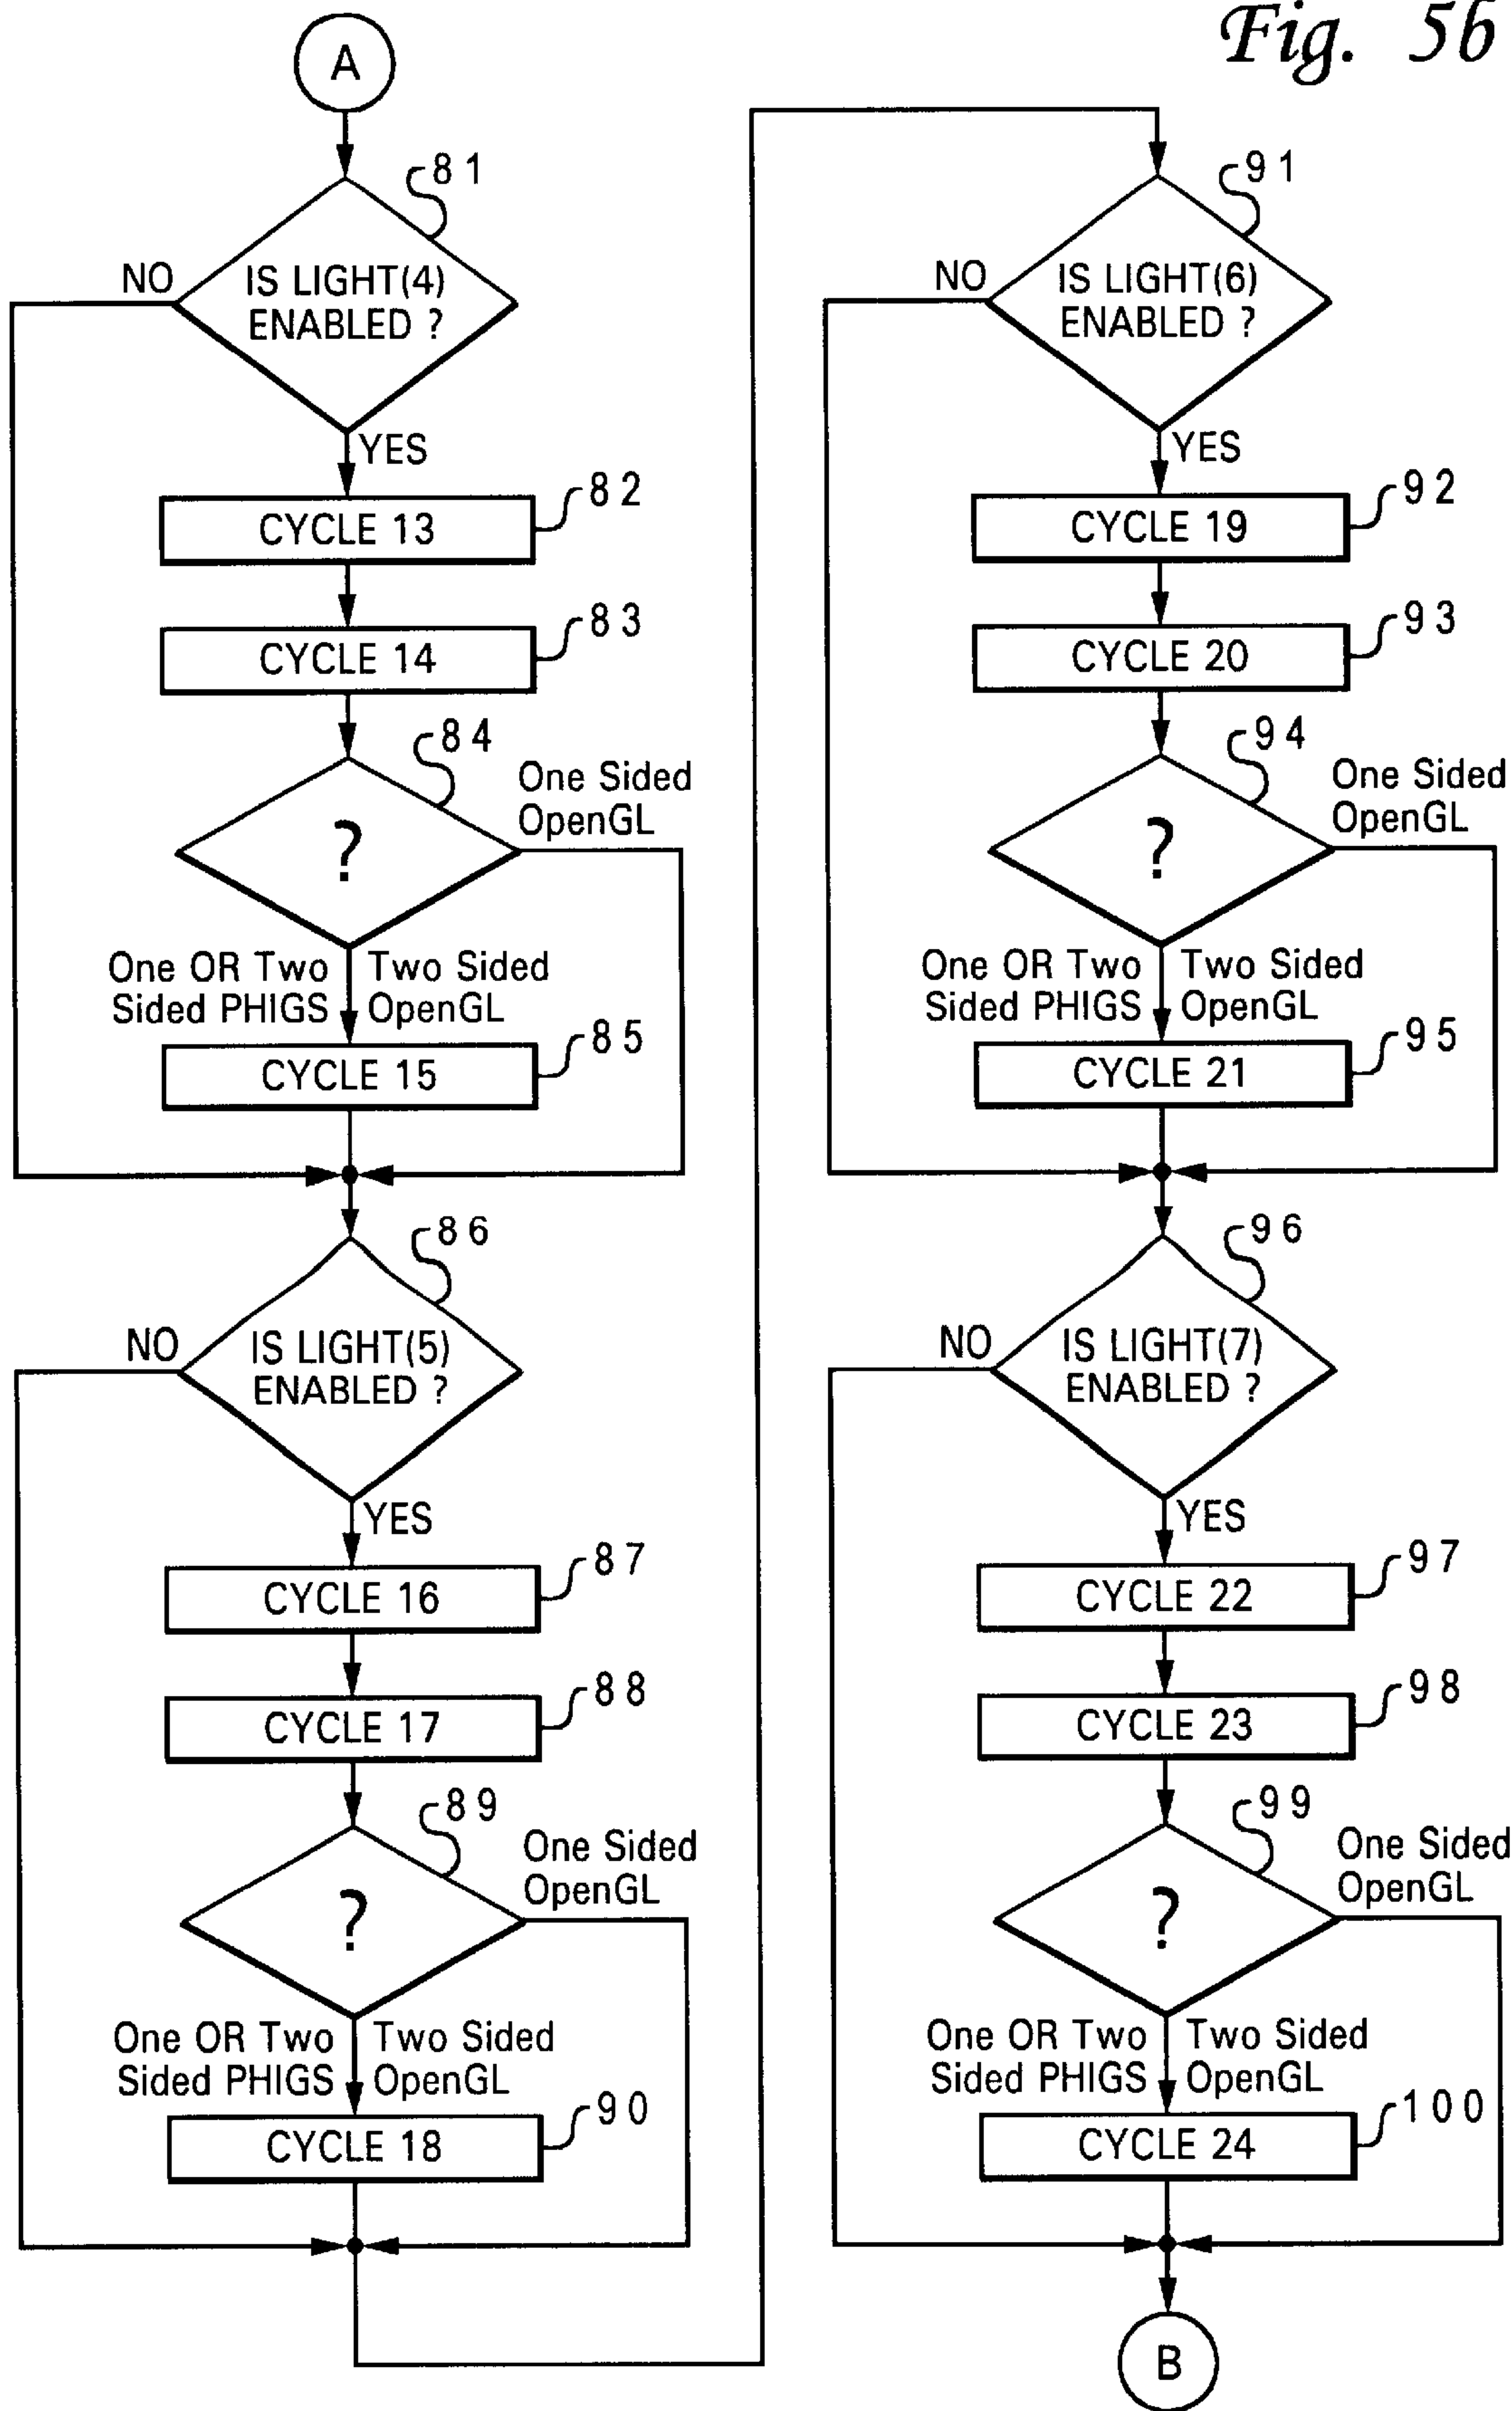 Fig. 5b
A
81
NO
IS LIGHT(4)
ENABLED ?
YES
82
CYCLE 13
83
CYCLE 14
84
One Sided
OpenGL
?
One OR Two
Sided PHIGS
Two Sided
OpenGL
85
CYCLE 15
86
NO
IS LIGHT(5)
ENABLED ?
YES
87
CYCLE 16
88
CYCLE 17
89
One Sided
OpenGL
?
One OR Two
Sided PHIGS
Two Sided
OpenGL
90
CYCLE 18
91
NO
IS LIGHT(6)
ENABLED ?
YES
92
CYCLE 19
93
CYCLE 20
94
One Sided
OpenGL
?
One OR Two
Sided PHIGS
Two Sided
OpenGL
95
CYCLE 21
96
NO
IS LIGHT(7)
ENABLED ?
YES
97
CYCLE 22
98
CYCLE 23
99
One Sided
OpenGL
?
One OR Two
Sided PHIGS
Two Sided
OpenGL
100
CYCLE 24
B